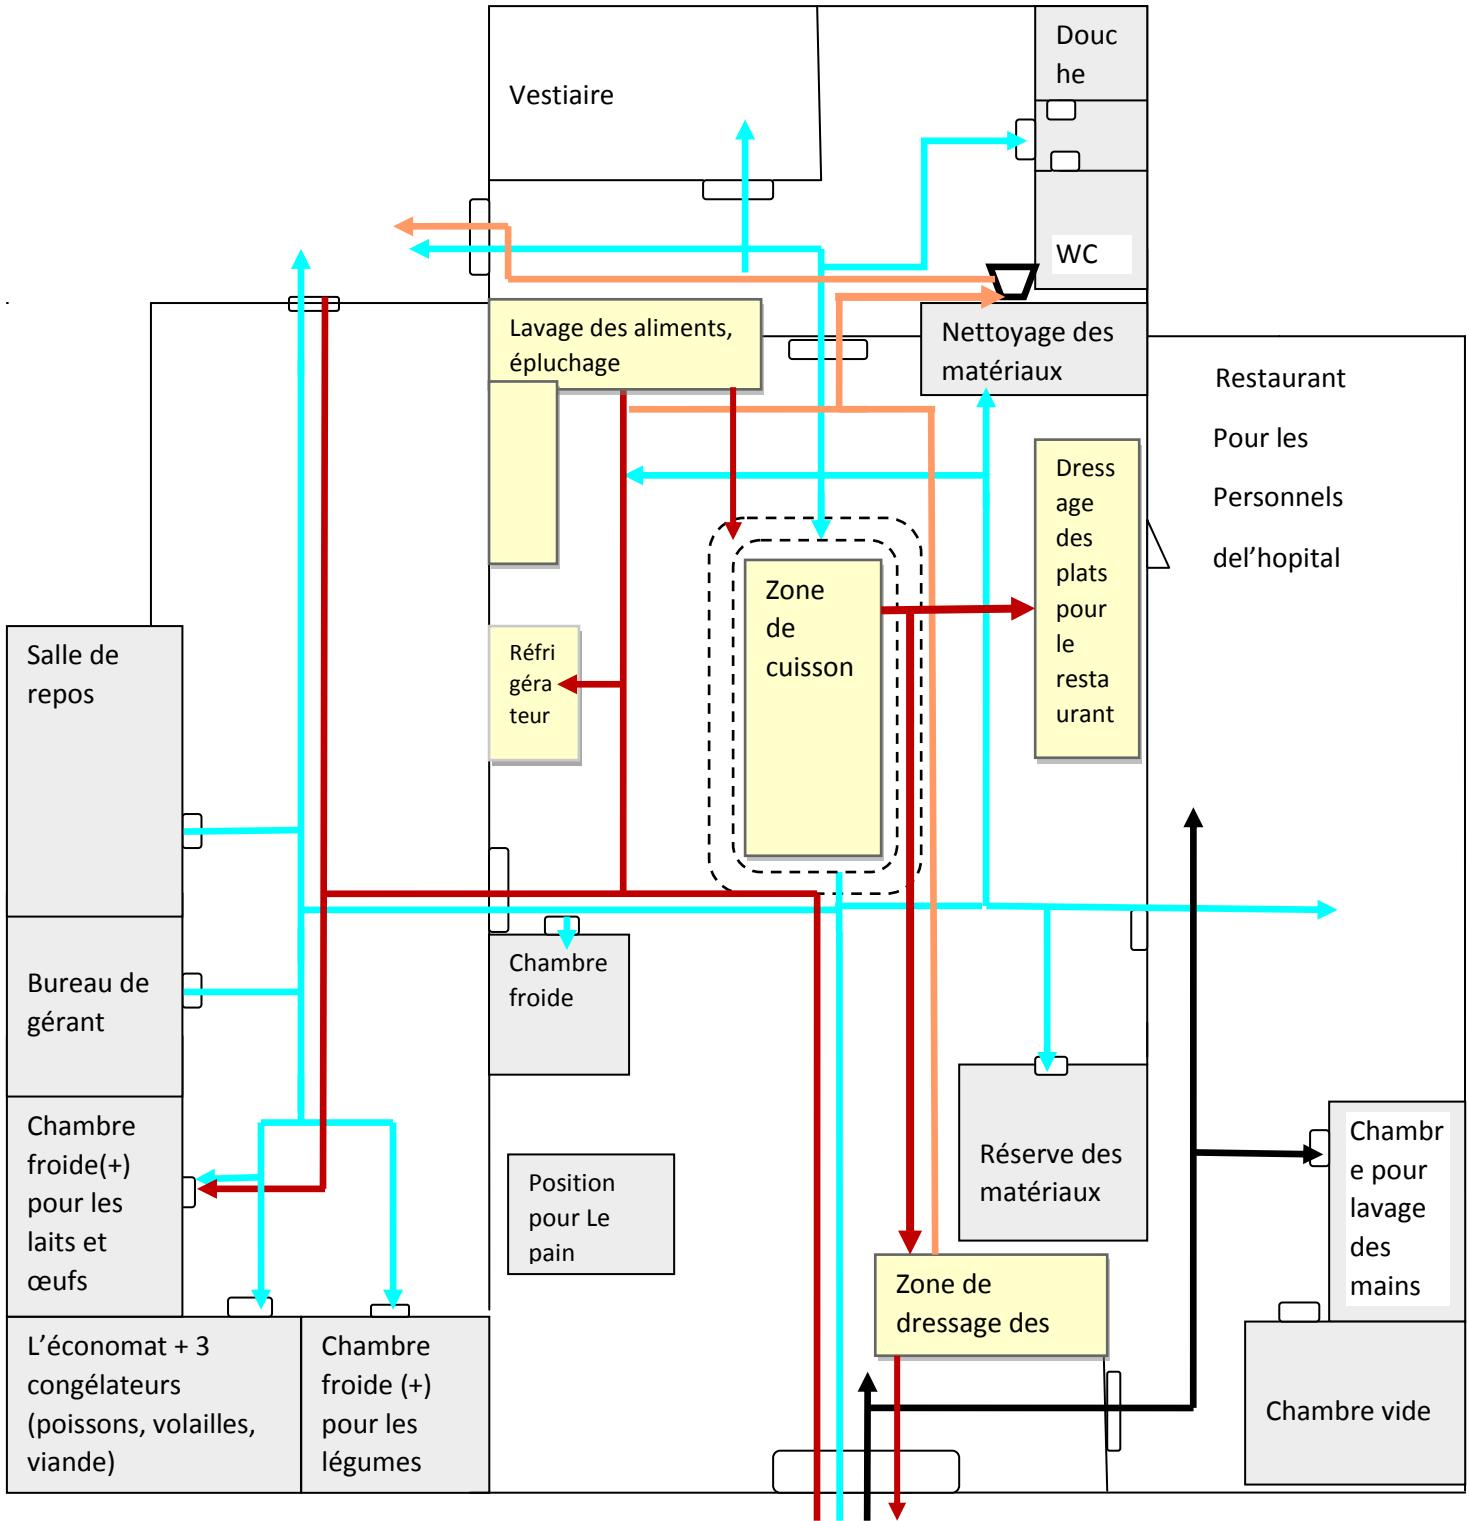 Douc
he
Vestiaire
WC
Lavage des aliments,
épluchage
Nettoyage des
matériaux
Restaurant
Pour les
Personnels
del’hopital
Dress
age
des
plats
pour
le
resta
urant
Zone
de
cuisson
Salle de
repos
Réfri
géra
teur
Bureau de
gérant
Chambre
froide
Chambre
froide(+)
pour les
laits et
œufs
Position
pour Le
pain
Réserve des
matériaux
Chambr
e pour
lavage
des
mains
Zone de
dressage des
L’économat + 3
congélateurs
(poissons, volailles,
viande)
Chambre
froide (+)
pour les
légumes
Chambre vide